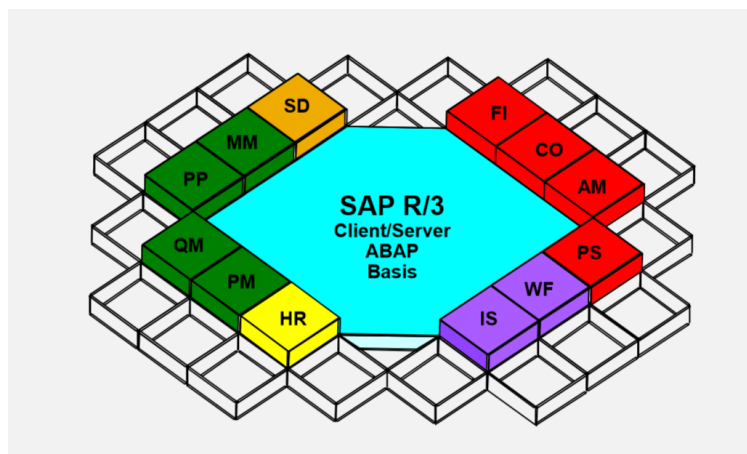 SD
MM
PP
FI
CO
AM
SAP R/3
Client/Server
ABAP
Basis
QM
PM
HR
PS
WF
IS